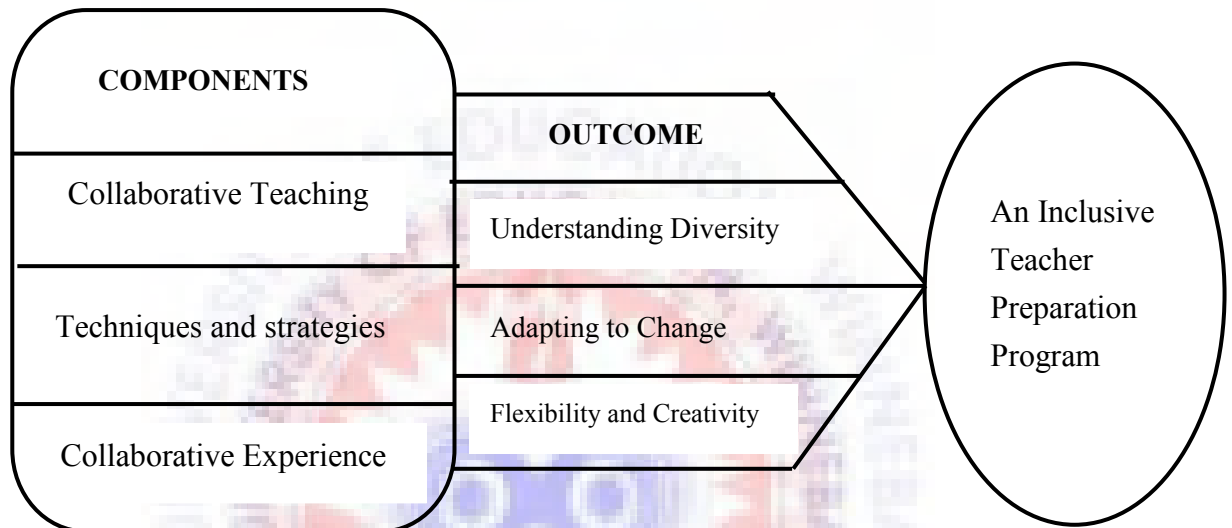 COMPONENTS
Collaborative Teaching
Techniques and strategies
Collaborative Experience
OUTCOME
Understanding Diversity
Adapting to Change
Flexibility and Creativity
An Inclusive
Teacher
Preparation
Program